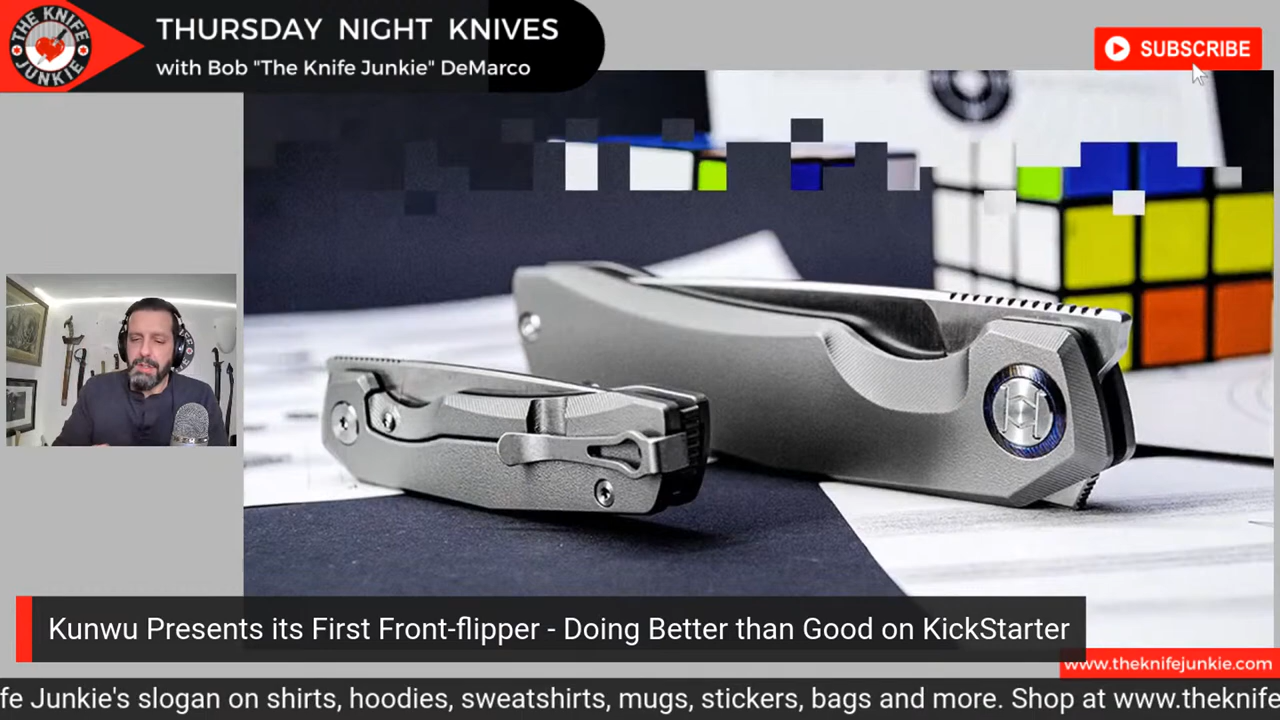 THE KNIFE
JUNKIE
THURSDAY NIGHT KNIVES
with Bob "The Knife Junkie" DeMarco
SUBSCRIBE
H
Kunwu Presents its First Front-flipper - Doing Better than Good on KickStarter
www.theknifejunkie.com
fe Junkie's slogan on shirts, hoodies, sweatshirts, mugs, stickers, bags and more. Shop at www.theknife